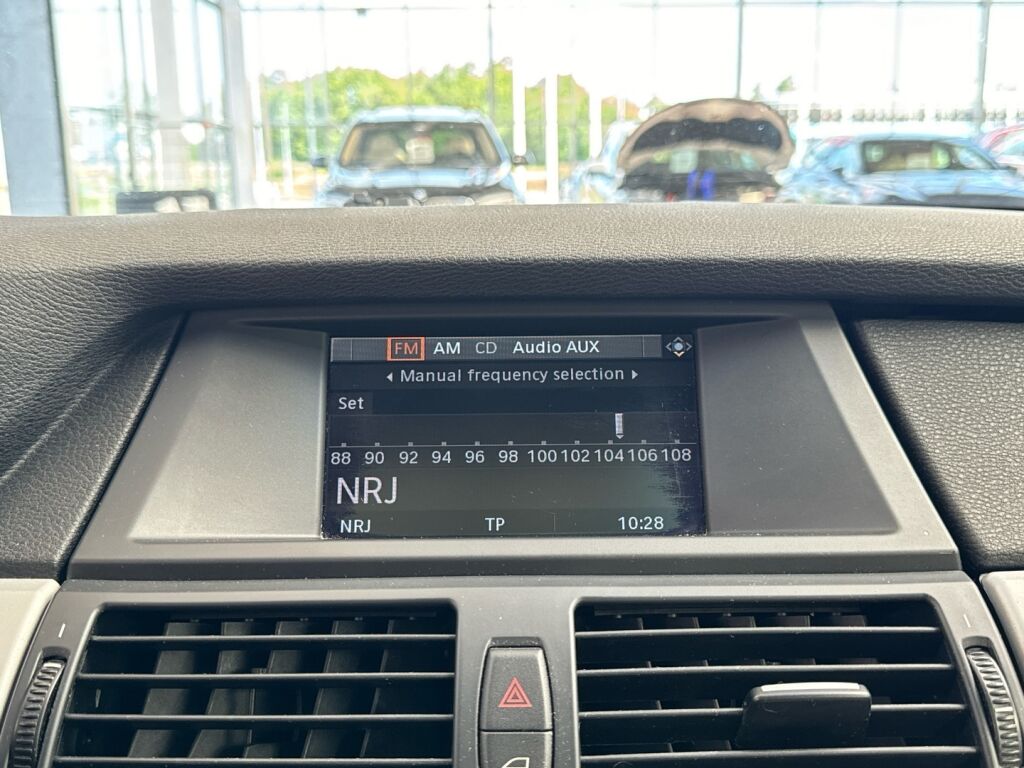 FM AM CD Audio AUX
Manual frequency selection
Set
88 90 92 94 96 98 100 102 104 106 108
NRJ
NRJ TP 10:28